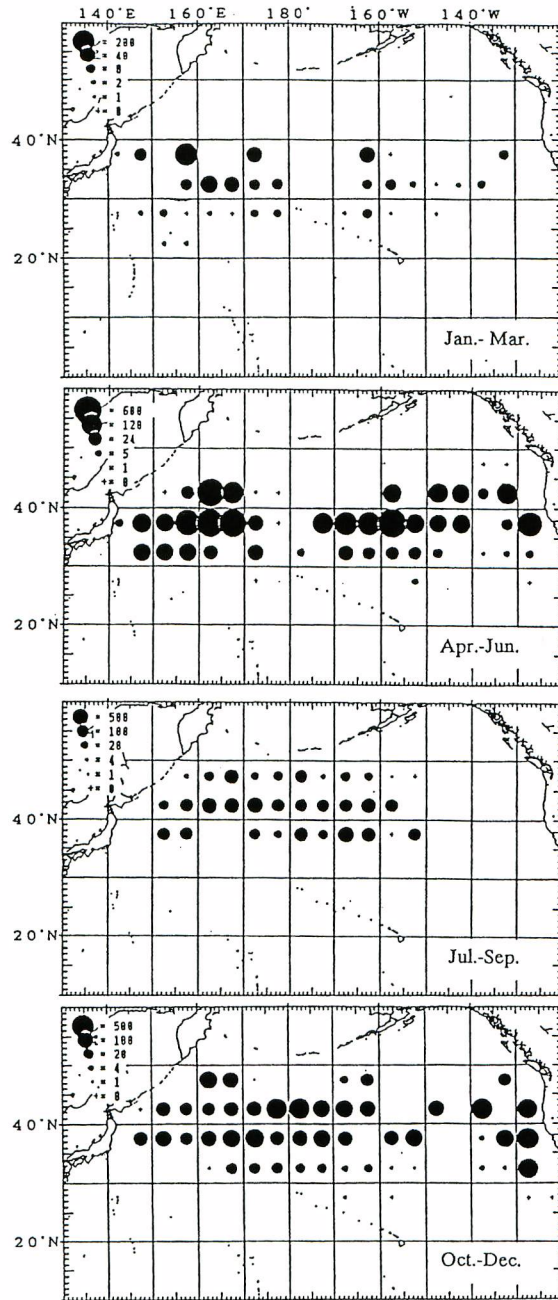 140°E 160°E 180° 160°W 140°W
= 200
= 40
= 8
= 2
= 1
+= 0
40°N
20°N
Jan.- Mar.
= 600
= 120
= 24
= 5
= 1
+= 0
40°N
20°N
Apr.-Jun.
= 500
= 100
= 20
= 4
= 1
+= 0
40°N
20°N
Jul.-Sep.
= 500
= 100
= 20
= 4
= 1
+= 0
40°N
20°N
Oct.-Dec.